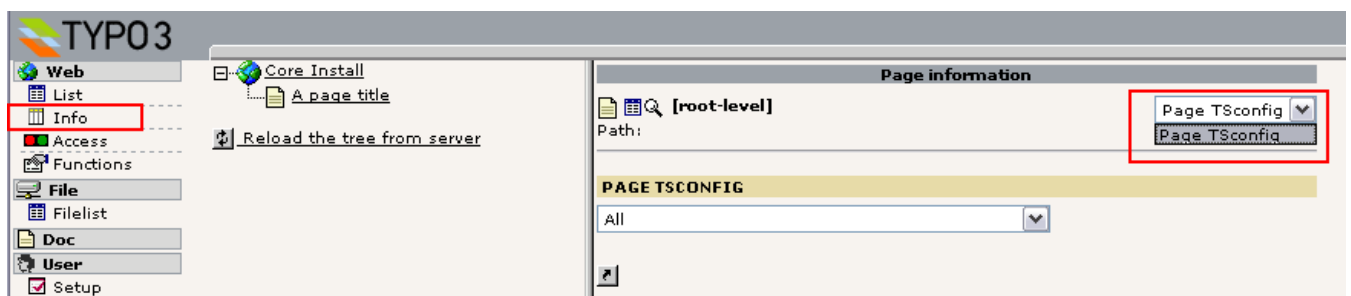 TYPO3
Web
List
Info
Access
Functions
File
Filelist
Doc
User
Setup
Core Install
A page title
Reload the tree from server
Page information
[root-level]
Path:
Page TSconfig
Page TSconfig
PAGE TSCONFIG
All